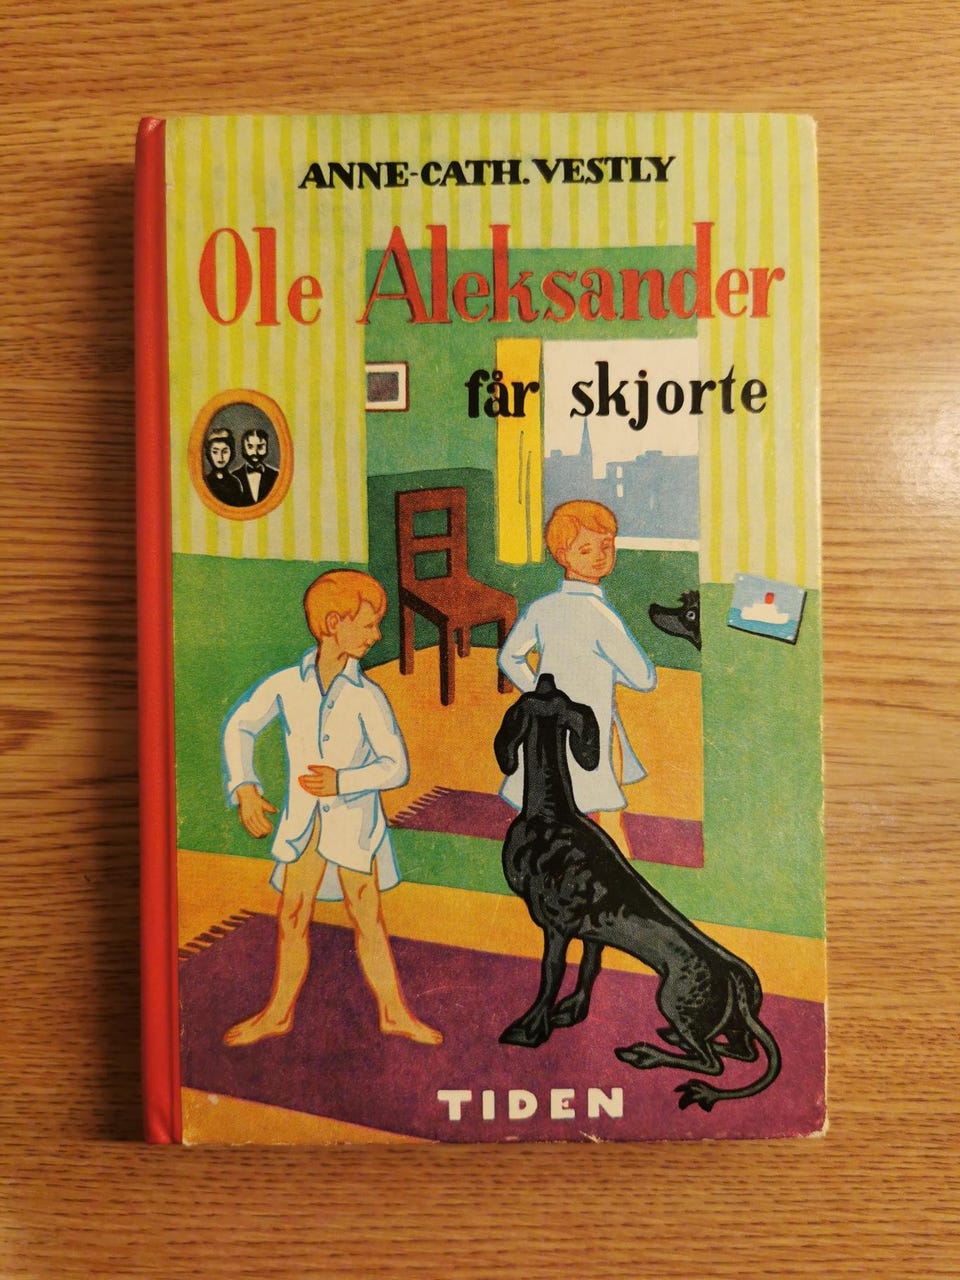 ANNE-CATH. VESTLY
Ole Aleksander
får skjorte
TIDEN